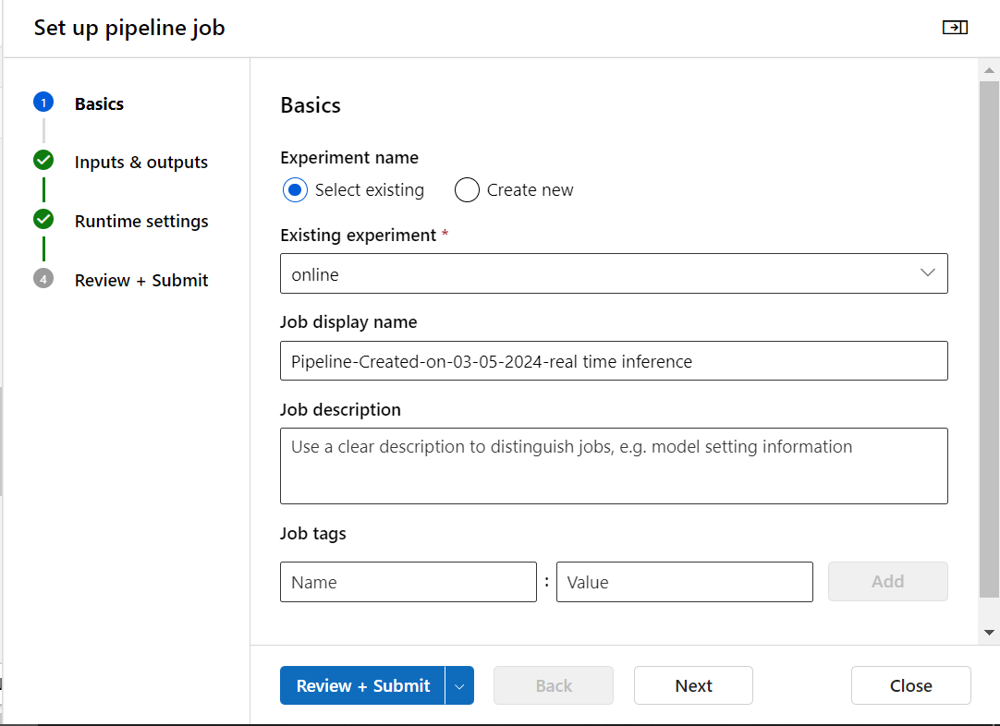 Set up pipeline job
1 Basics
Inputs & outputs
Runtime settings
4 Review + Submit
Basics
Experiment name
Select existing Create new
Existing experiment *
online
Job display name
Pipeline-Created-on-03-05-2024-real time inference
Job description
Use a clear description to distinguish jobs, e.g. model setting information
Job tags
Name : Value Add
Review + Submit Back Next Close